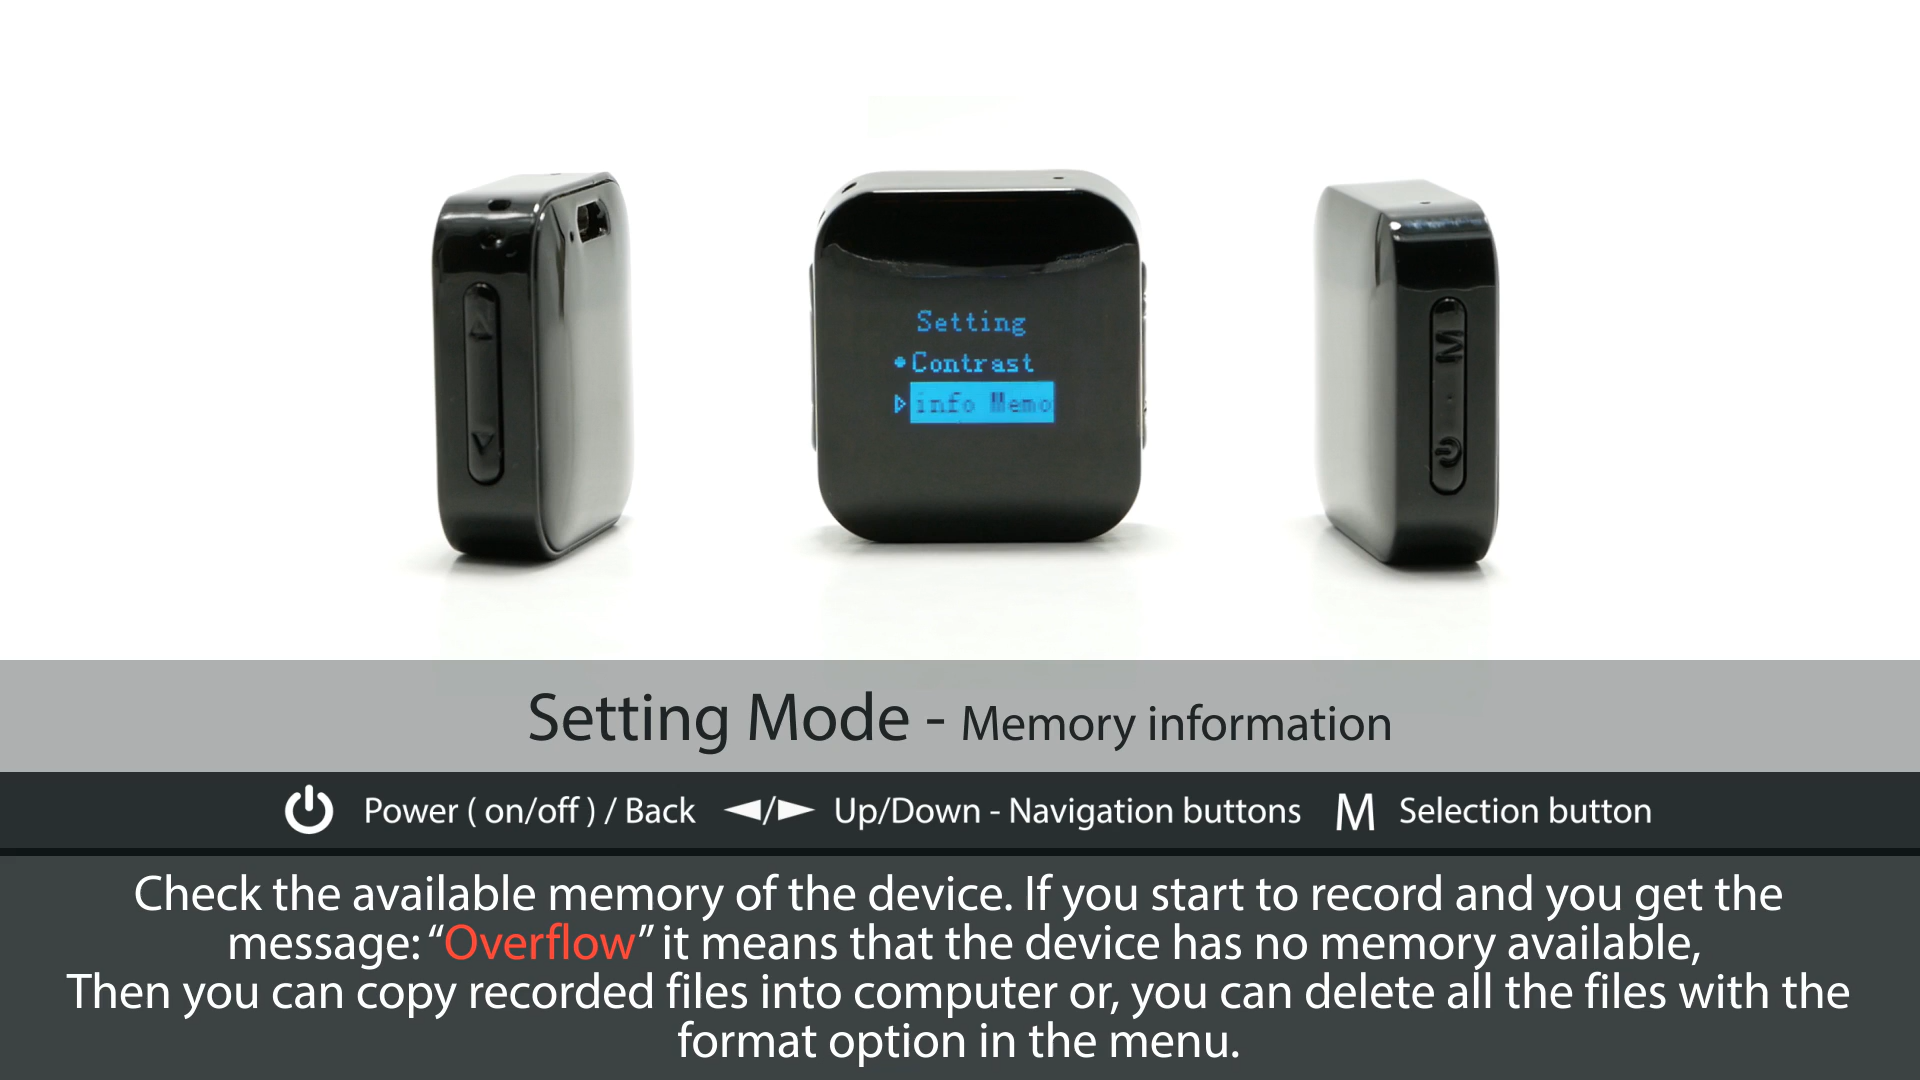 Setting
Contrast
info Memo
M
Setting Mode - Memory information
Power ( on/off ) / Back ◀/▶ Up/Down - Navigation buttons M Selection button
Check the available memory of the device. If you start to record and you get the
message: “Overflow” it means that the device has no memory available,
Then you can copy recorded files into computer or, you can delete all the files with the
format option in the menu.